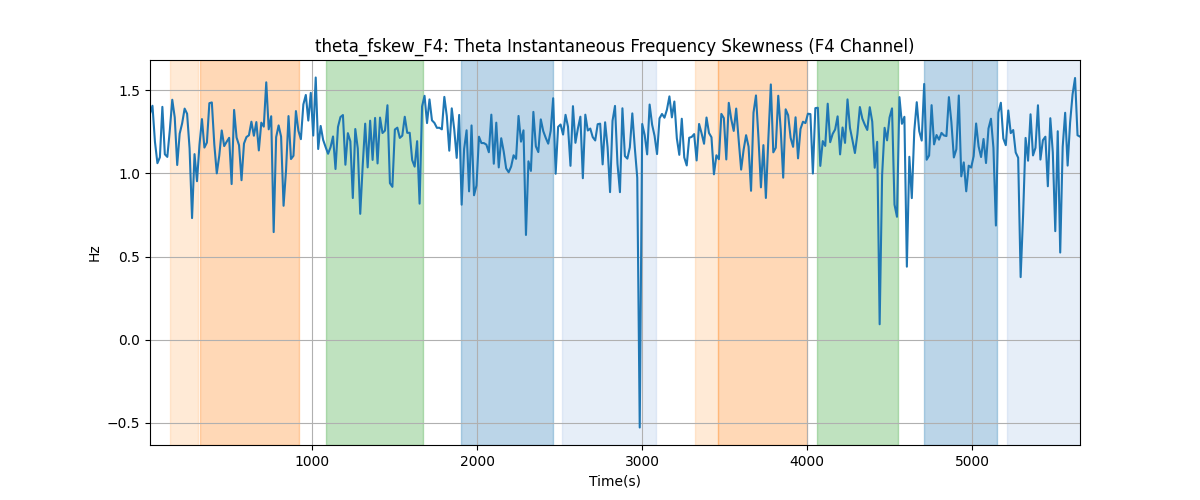 theta_fskew_F4: Theta Instantaneous Frequency Skewness (F4 Channel)
1.5
1.0
0.5
0.0
−0.5
Hz
1000 2000 3000 4000 5000
Time(s)